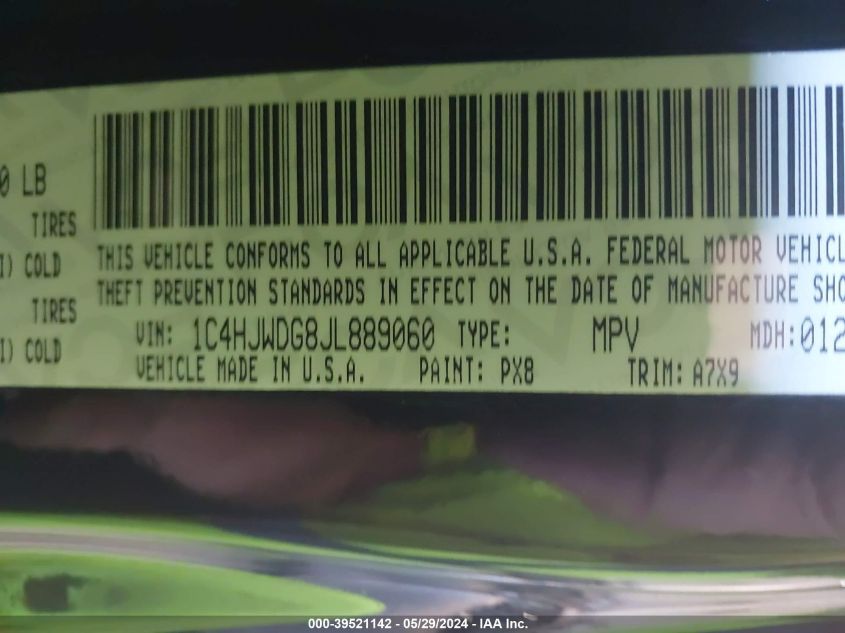 0 LB
TIRES
I) COLD
TIRES
I) COLD
THIS VEHICLE CONFORMS TO ALL APPLICABLE U.S.A. FEDERAL MOTOR VEHICL
THEFT PREVENTION STANDARDS IN EFFECT ON THE DATE OF MANUFACTURE SHO
VIN: 1C4HJWDG8JL889060 TYPE: MPV MDH:012
VEHICLE MADE IN U.S.A. PAINT: PX8 TRIM: A7X9
000-39521142 - 05/29/2024 - IAA Inc.